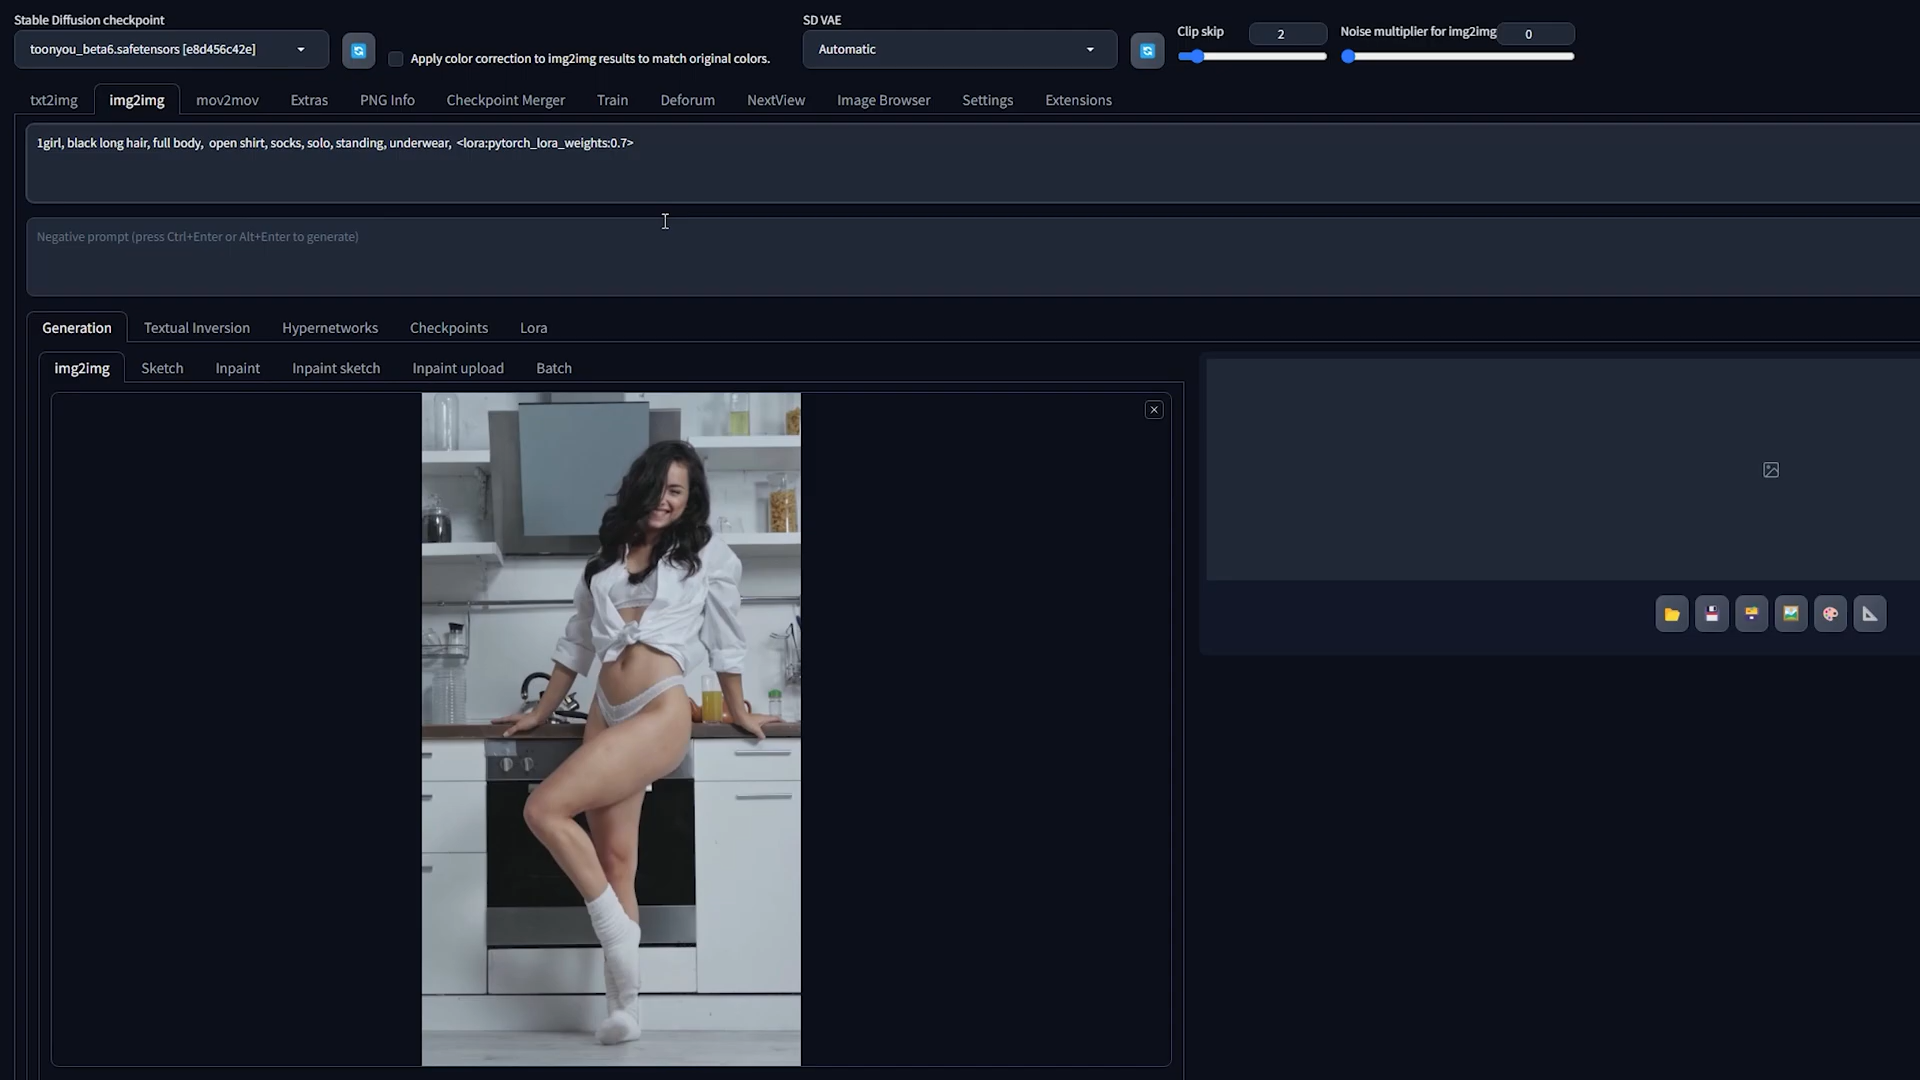 Stable Diffusion checkpoint
SD VAE
Clip skip
2
Noise multiplier for img2img
0
toonyou_beta6.safetensors [e8d456c42e]
Apply color correction to img2img results to match original colors.
Automatic
txt2img
img2img
mov2mov
Extras
PNG Info
Checkpoint Merger
Train
Deforum
NextView
Image Browser
Settings
Extensions
1girl, black long hair, full body,  open shirt, socks, solo, standing, underwear,  <lora:pytorch_lora_weights:0.7>
Negative prompt (press Ctrl+Enter or Alt+Enter to generate)
Generation
Textual Inversion
Hypernetworks
Checkpoints
Lora
img2img
Sketch
Inpaint
Inpaint sketch
Inpaint upload
Batch